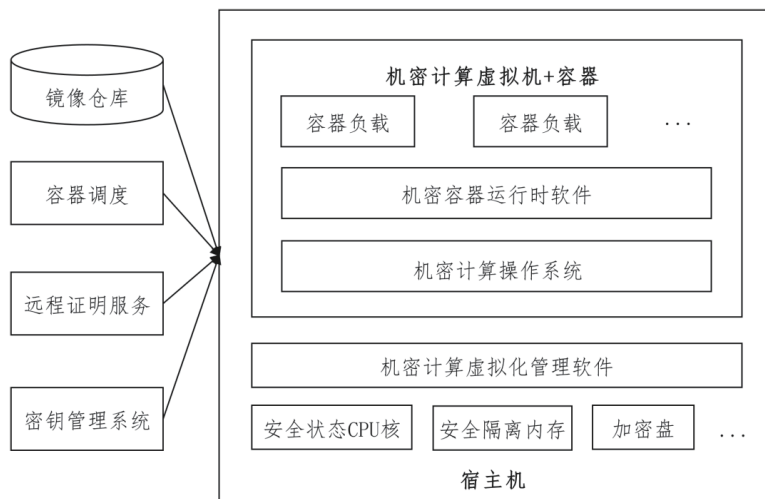 镜像仓库
容器调度
远程证明服务
密钥管理系统
机密计算虚拟机+容器
容器负载
容器负载
...
机密容器运行时软件
机密计算操作系统
机密计算虚拟化管理软件
安全状态CPU核
安全隔离内存
加密盘
...
宿主机